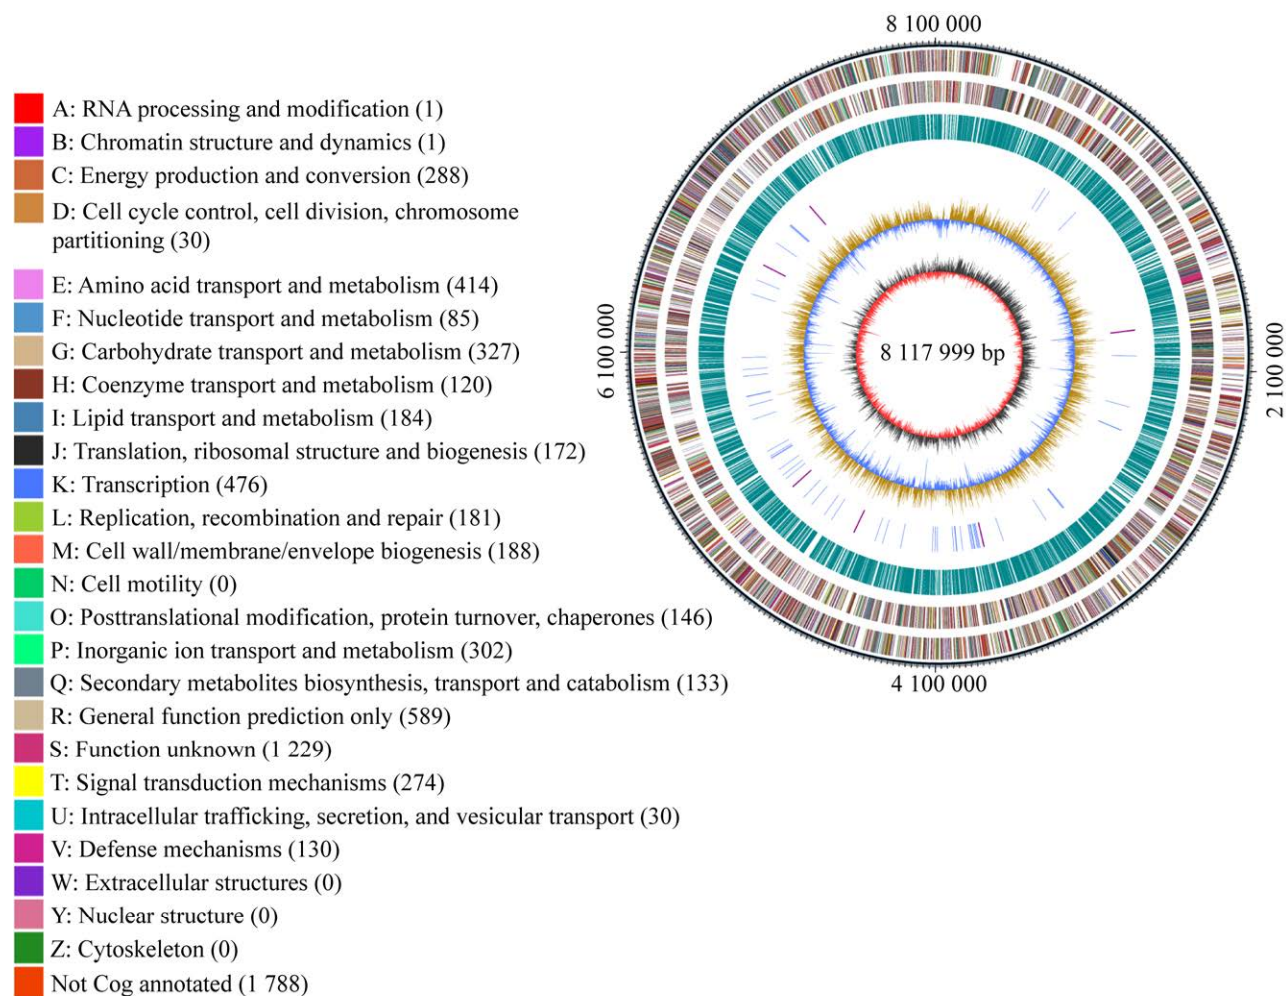 8 100 000
A: RNA processing and modification (1)
B: Chromatin structure and dynamics (1)
C: Energy production and conversion (288)
D: Cell cycle control, cell division, chromosome
partitioning (30)
E: Amino acid transport and metabolism (414)
F: Nucleotide transport and metabolism (85)
G: Carbohydrate transport and metabolism (327)
H: Coenzyme transport and metabolism (120)
I: Lipid transport and metabolism (184)
J: Translation, ribosomal structure and biogenesis (172)
K: Transcription (476)
L: Replication, recombination and repair (181)
M: Cell wall/membrane/envelope biogenesis (188)
N: Cell motility (0)
O: Posttranslational modification, protein turnover, chaperones (146)
P: Inorganic ion transport and metabolism (302)
Q: Secondary metabolites biosynthesis, transport and catabolism (133)
R: General function prediction only (589)
S: Function unknown (1 229)
T: Signal transduction mechanisms (274)
U: Intracellular trafficking, secretion, and vesicular transport (30)
V: Defense mechanisms (130)
W: Extracellular structures (0)
Y: Nuclear structure (0)
Z: Cytoskeleton (0)
Not Cog annotated (1 788)
6 100 000
8 117 999 bp
2 100 000
4 100 000